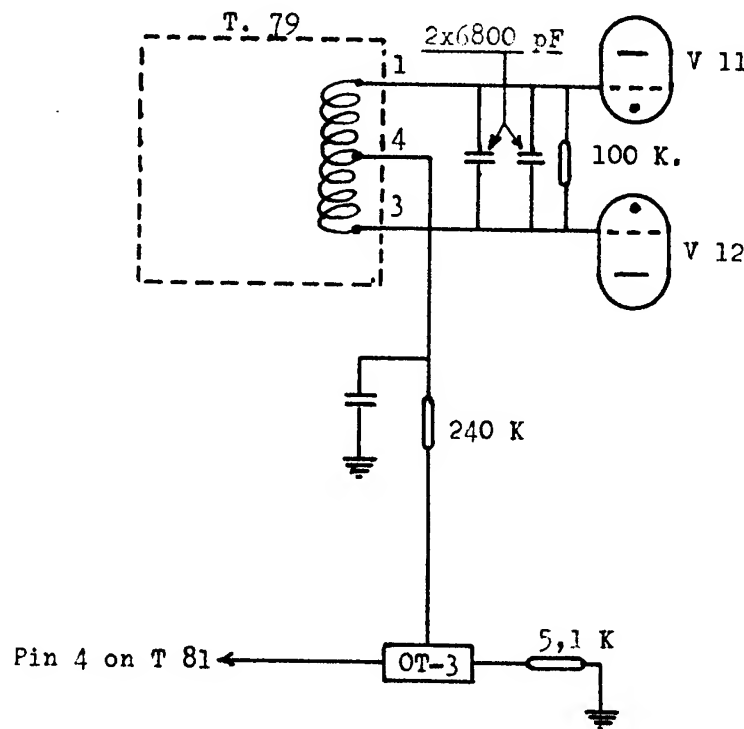 T. 79
2x6800 pF
1
V 11
4
100 K.
3
V 12
240 K
5,1 K
Pin 4 on T 81
OT-3